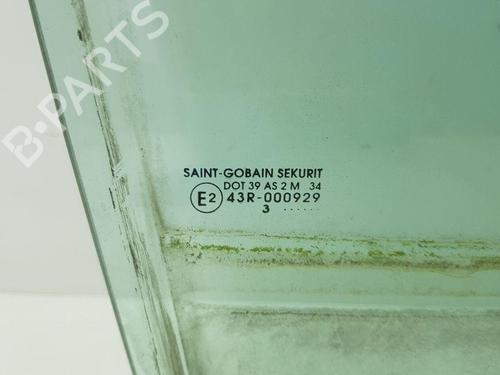 B-PARTS
SAINT-GOBAIN SEKURIT
DOT 39 AS 2 M 34
E2 43R-000929
3 ......